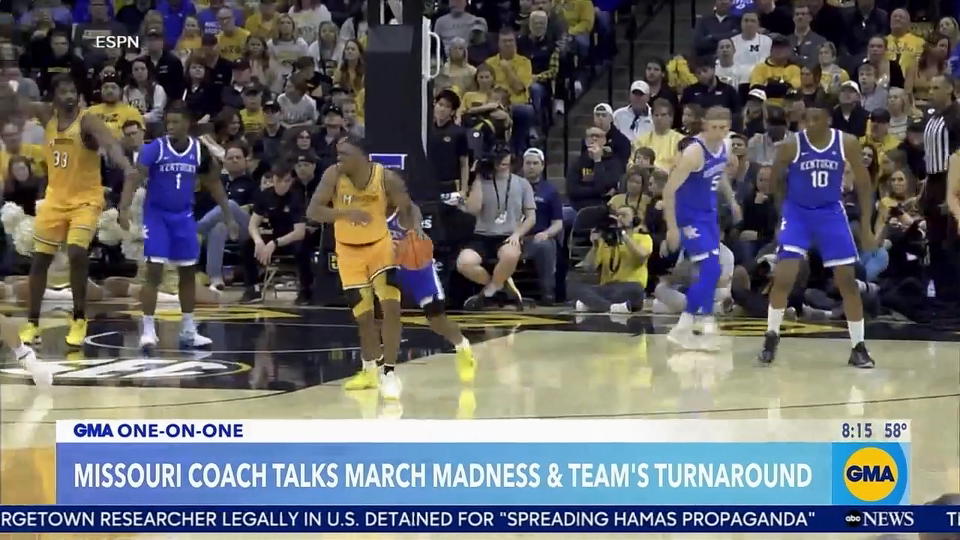 ESPN
33
KENTUCKY
1
M
KENTUCKY
10
SEC
GMA ONE-ON-ONE
8:15 58°
MISSOURI COACH TALKS MARCH MADNESS & TEAM'S TURNAROUND
GMA
RGETOWN RESEARCHER LEGALLY IN U.S. DETAINED FOR "SPREADING HAMAS PROPAGANDA"
abc NEWS